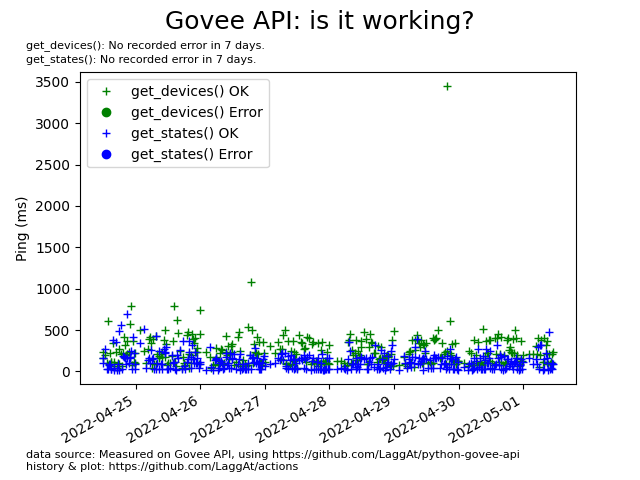 Govee API: is it working?
get_devices(): No recorded error in 7 days.
get_states(): No recorded error in 7 days.
get_devices() OK
get_devices() Error
get_states() OK
get_states() Error
Ping (ms)
3500
3000
2500
2000
1500
1000
500
0
2022-04-25
2022-04-26
2022-04-27
2022-04-28
2022-04-29
2022-04-30
2022-05-01
data source: Measured on Govee API, using https://github.com/LaggAt/python-govee-api
history & plot: https://github.com/LaggAt/actions